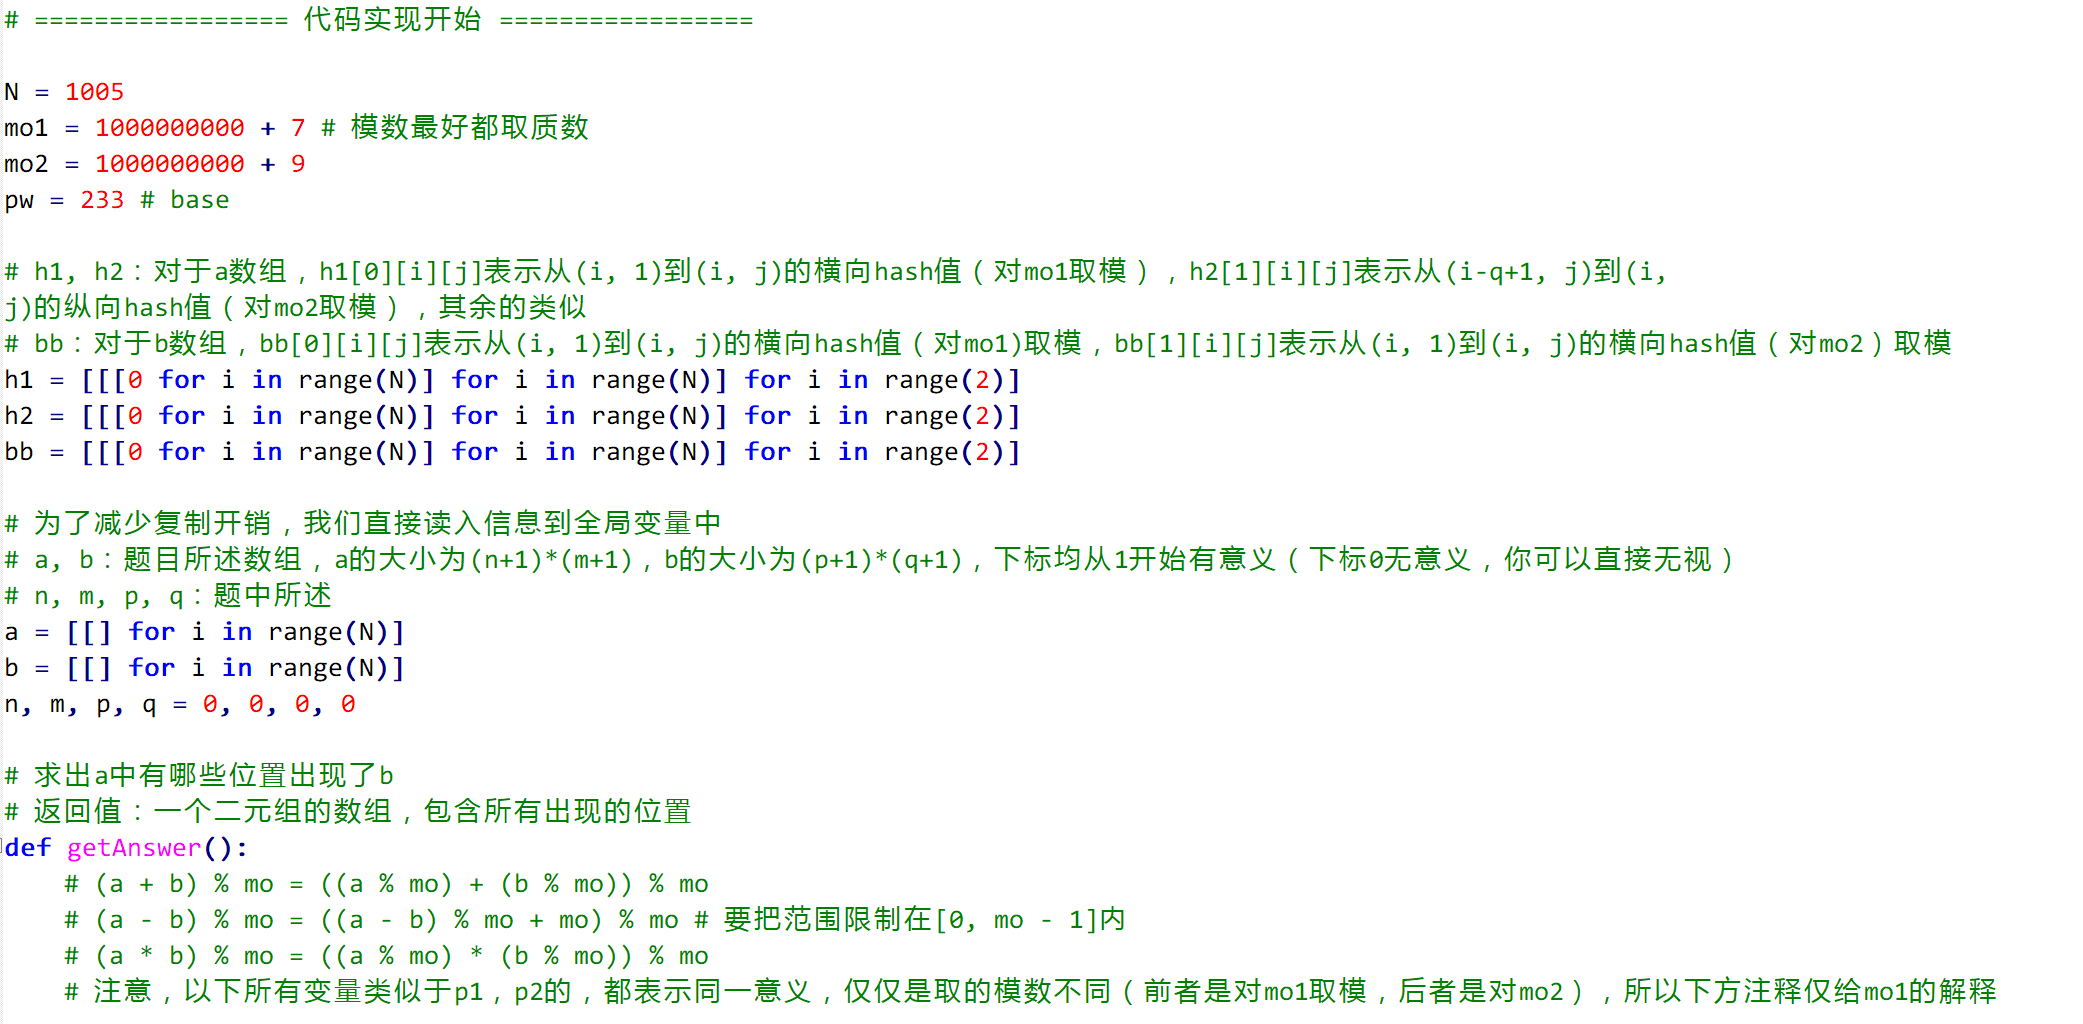 # ================= 代码实现开始 =================
N = 1005
mo1 = 1000000000 + 7 # 模数最好都取质数
mo2 = 1000000000 + 9
pw = 233 # base
# h1, h2：对于a数组，h1[0][i][j]表示从(i, 1)到(i, j)的横向hash值（对mo1取模），h2[1][i][j]表示从(i-q+1, j)到(i,
j)的纵向hash值（对mo2取模），其余的类似
# bb：对于b数组，bb[0][i][j]表示从(i, 1)到(i, j)的横向hash值（对mo1)取模，bb[1][i][j]表示从(i, 1)到(i, j)的横向hash值（对mo2）取模
h1 = [[[0 for i in range(N)] for i in range(N)] for i in range(2)]
h2 = [[[0 for i in range(N)] for i in range(N)] for i in range(2)]
bb = [[[0 for i in range(N)] for i in range(N)] for i in range(2)]
# 为了减少复制开销，我们直接读入信息到全局变量中
# a, b：题目所述数组，a的大小为(n+1)*(m+1)，b的大小为(p+1)*(q+1)，下标均从1开始有意义（下标0无意义，你可以直接无视）
# n, m, p, q：题中所述
a = [[] for i in range(N)]
b = [[] for i in range(N)]
n, m, p, q = 0, 0, 0, 0
# 求出a中有哪些位置出现了b
# 返回值：一个二元组的数组，包含所有出现的位置
def getAnswer():
    # (a + b) % mo = ((a % mo) + (b % mo)) % mo
    # (a - b) % mo = ((a - b) % mo + mo) % mo # 要把范围限制在[0, mo - 1]内
    # (a * b) % mo = ((a % mo) * (b % mo)) % mo
    # 注意，以下所有变量类似于p1，p2的，都表示同一意义，仅仅是取的模数不同（前者是对mo1取模，后者是对mo2），所以下方注释仅给mo1的解释